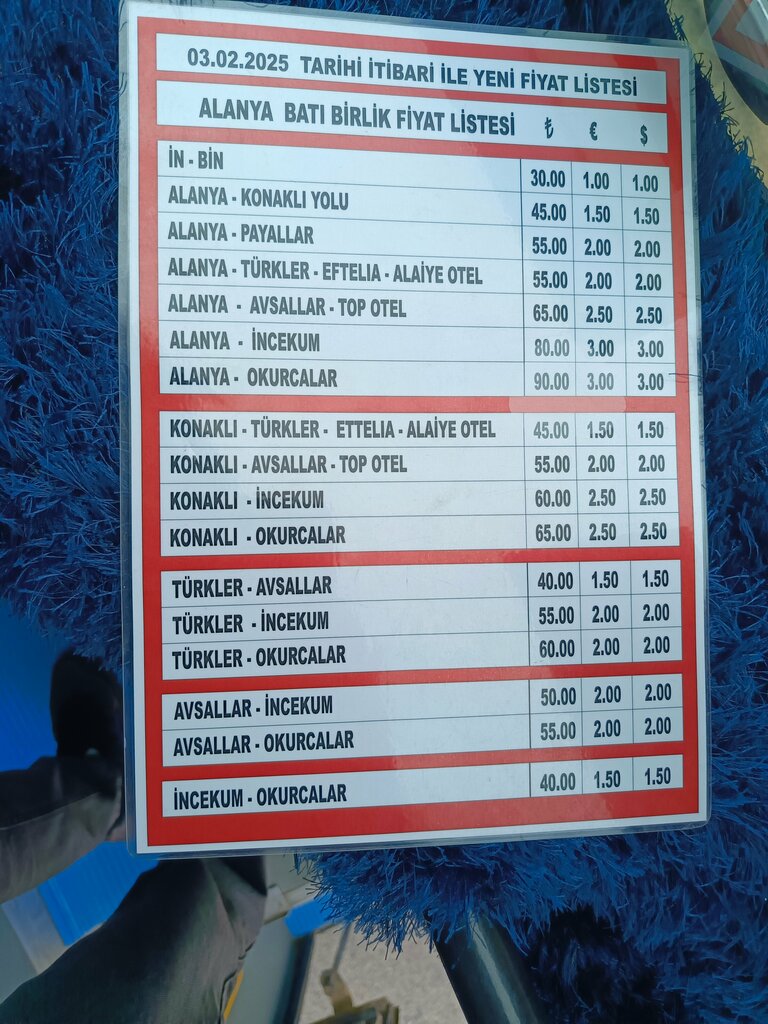 03.02.2025 TARİHİ İTİBARİ İLE YENİ FİYAT LİSTESİ
ALANYA BATI BİRLİK FİYAT LİSTESİ ₺ € $
İN - BİN 30.00 1.00 1.00
ALANYA - KONAKLI YOLU 45.00 1.50 1.50
ALANYA - PAYALLAR 55.00 2.00 2.00
ALANYA - TÜRKLER - EFTELIA - ALAİYE OTEL 55.00 2.00 2.00
ALANYA - AVSALLAR - TOP OTEL 65.00 2.50 2.50
ALANYA - İNCEKUM 80.00 3.00 3.00
ALANYA - OKURCALAR 90.00 3.00 3.00
KONAKLI - TÜRKLER - ETTELIA - ALAİYE OTEL 45.00 1.50 1.50
KONAKLI - AVSALLAR - TOP OTEL 55.00 2.00 2.00
KONAKLI - İNCEKUM 60.00 2.50 2.50
KONAKLI - OKURCALAR 65.00 2.50 2.50
TÜRKLER - AVSALLAR 40.00 1.50 1.50
TÜRKLER - İNCEKUM 55.00 2.00 2.00
TÜRKLER - OKURCALAR 60.00 2.00 2.00
AVSALLAR - İNCEKUM 50.00 2.00 2.00
AVSALLAR - OKURCALAR 55.00 2.00 2.00
İNCEKUM - OKURCALAR 40.00 1.50 1.50